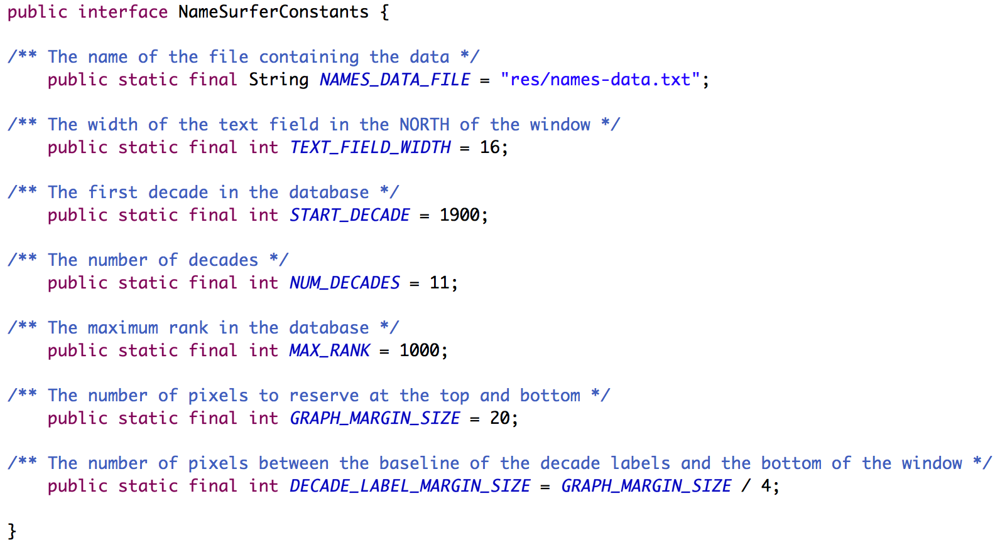 public interface NameSurferConstants {
/** The name of the file containing the data */
public static final String NAMES_DATA_FILE = "res/names-data.txt";
/** The width of the text field in the NORTH of the window */
public static final int TEXT_FIELD_WIDTH = 16;
/** The first decade in the database */
public static final int START_DECADE = 1900;
/** The number of decades */
public static final int NUM_DECADES = 11;
/** The maximum rank in the database */
public static final int MAX_RANK = 1000;
/** The number of pixels to reserve at the top and bottom */
public static final int GRAPH_MARGIN_SIZE = 20;
/** The number of pixels between the baseline of the decade labels and the bottom of the window */
public static final int DECADE_LABEL_MARGIN_SIZE = GRAPH_MARGIN_SIZE / 4;
}